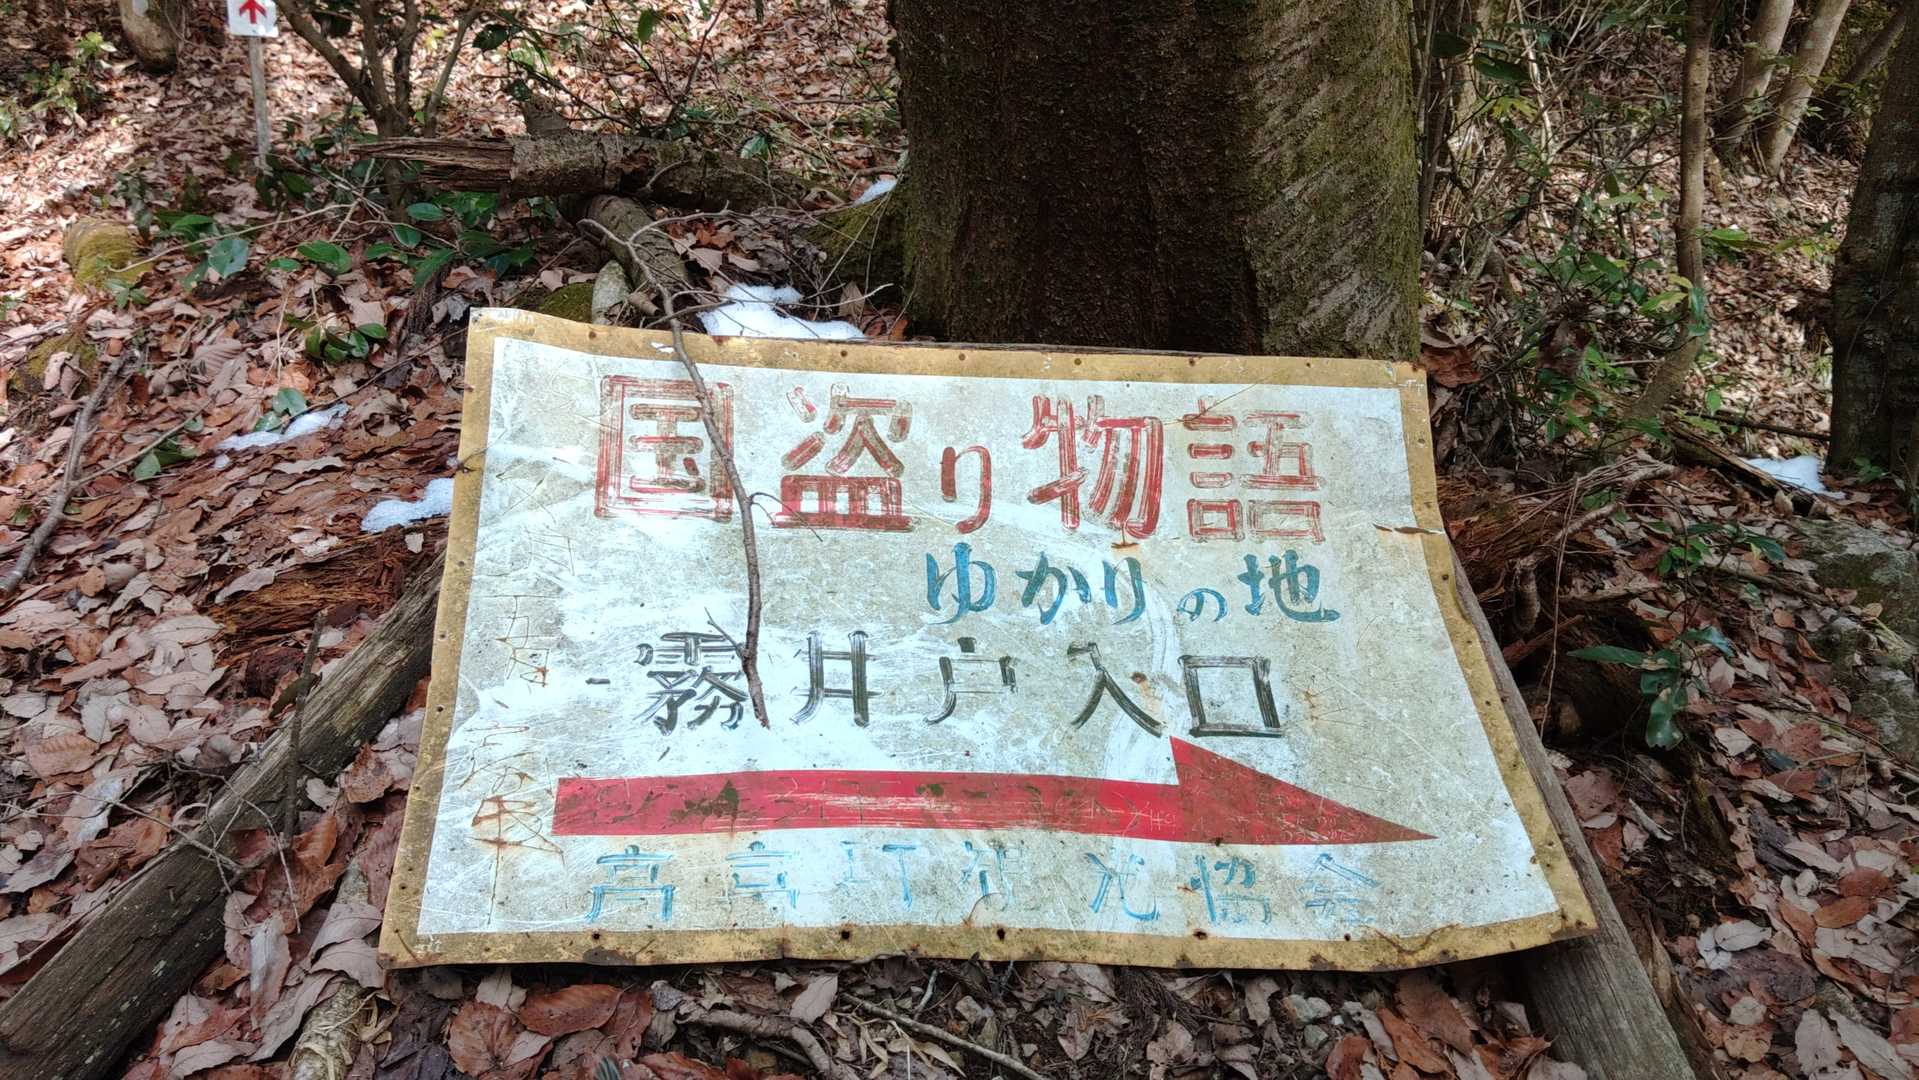 国盗り物語
ゆかりの地
霧井戸入口
高富町観光協会